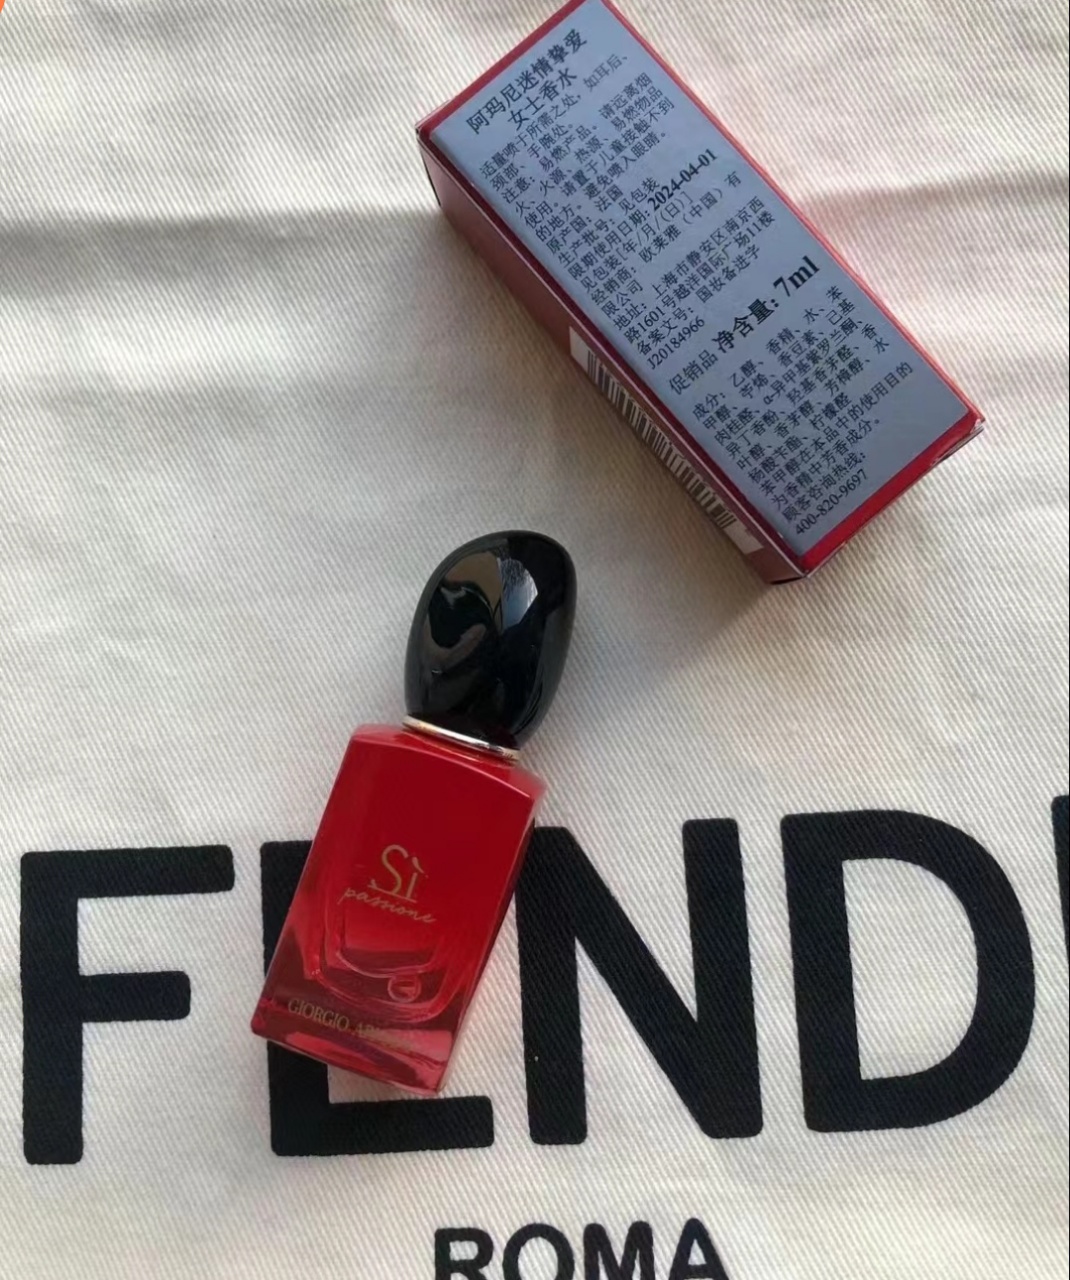 阿玛尼迷情挚爱
女士香水
适量喷于所需之处，如耳后、
颈部、手腕处。
注意：易燃产品。请远离烟
火、火源、热源、易燃物品
使用。请置于儿童接触不到
的地方。避免喷入眼睛。
原产国：法国
生产批号：见包装
限期使用日期: 2024-04-01
见包装[年/月/(日)]
经销商：欧莱雅（中国）有
限公司
地址：上海市静安区南京西
路1601号越洋国际广场11楼
备案文号：国妆备进字
J20184966
促销品 净含量: 7ml
成分：乙醇、香精、水、苯
甲醇、苧烯、香豆素、己基
肉桂醛、α-异甲基紫罗兰酮、
异丁香酚、羟基香茅醛、香
叶醇、香茅醇、芳樟醇、水
杨酸苄酯、柠檬醛
苯甲醇在本品中的使用目的
为香精中芳香成分。
顾客咨询热线:
400-820-9697
Sì
passione
GIORGIO
FENDI
ROMA